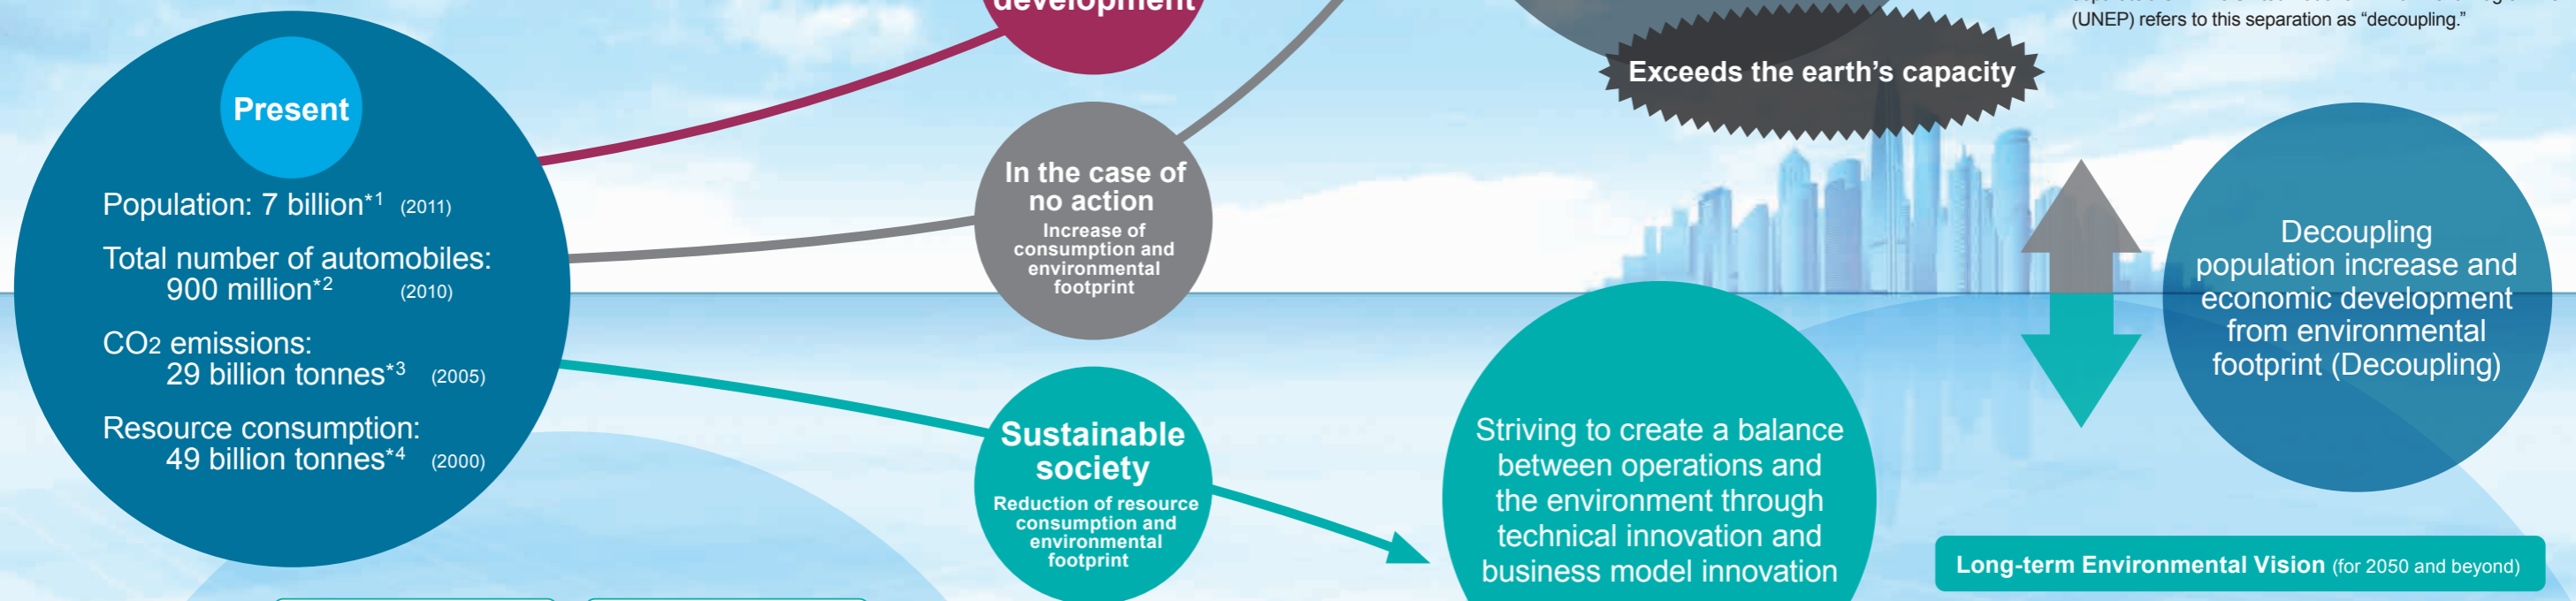 development
(UNEP) refers to this separation as “decoupling.”
Exceeds the earth’s capacity
Present
Population: 7 billion*1 (2011)
Total number of automobiles:
900 million*2 (2010)
CO2 emissions:
29 billion tonnes*3 (2005)
Resource consumption:
49 billion tonnes*4 (2000)
In the case of
no action
Increase of
consumption and
environmental
footprint
Sustainable
society
Reduction of resource
consumption and
environmental
footprint
Striving to create a balance
between operations and
the environment through
technical innovation and
business model innovation
Decoupling
population increase and
economic development
from environmental
footprint (Decoupling)
Long-term Environmental Vision (for 2050 and beyond)